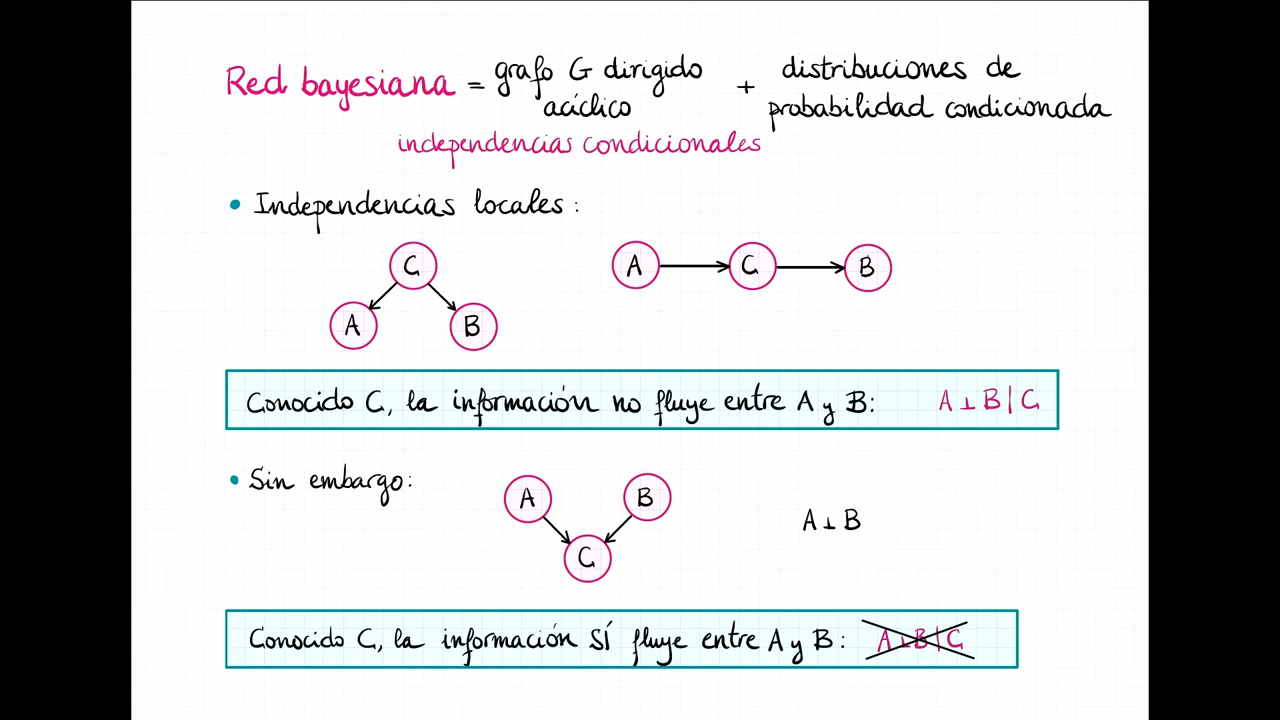 Red bayesiana = grafo G dirigido acíclico + distribuciones de probabilidad condicionada
independencias condicionales
• Independencias locales:
C
A → C → B
A B
Conocido C, la información no fluye entre A y B: A⊥B|C
• Sin embargo:
A B
A⊥B
C
Conocido C, la información SÍ fluye entre A y B: A⊥B|C